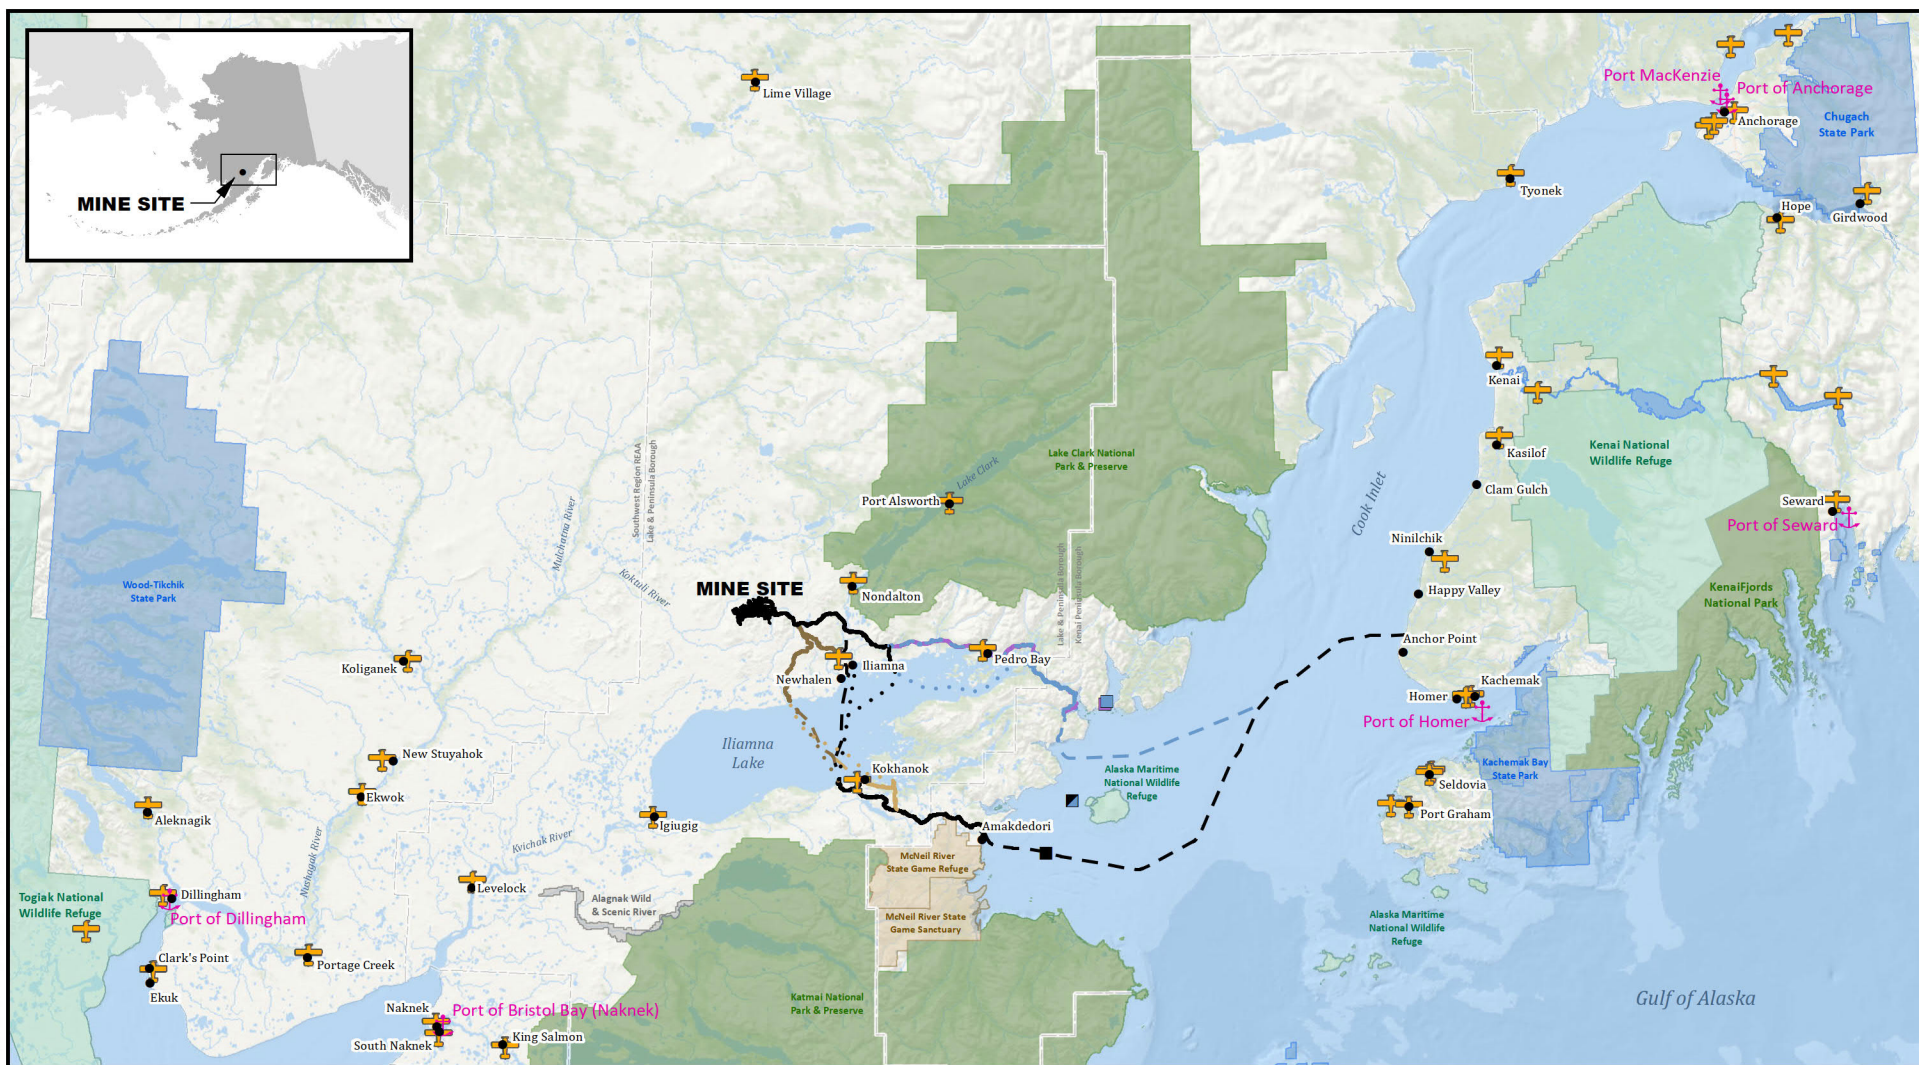 MINE SITE
Lime Village
Port MacKenzie
Port of Anchorage
Anchorage
Chugach
State Park
Tyonek
Hope
Girdwood
Kenai
Kasilof
Kenai National
Wildlife Refuge
Clam Gulch
Cook Inlet
Seward
Port of Seward
Ninilchik
Happy Valley
KenaiFjords
National Park
Anchor Point
Kachemak
Homer
Port of Homer
Kachemak Bay
State Park
Seldovia
Port Graham
Alaska Maritime
National Wildlife
Refuge
Gulf of Alaska
Lake Clark National
Park & Preserve
Lake Clark
Port Alsworth
Southwest Region REAA
Lake & Peninsula Borough
Lake & Peninsula Borough
Kenai Peninsula Borough
Mulchatna River
Koktuli River
MINE SITE
Nondalton
Pedro Bay
Iliamna
Newhalen
Iliamna
Lake
Kokhanok
Alaska Maritime
National Wildlife
Refuge
Amakdedori
McNeil River
State Game Refuge
McNeil River State
Game Sanctuary
Katmai National
Park & Preserve
Alagnak Wild
& Scenic River
Igiugig
Kvichak River
Levelock
Wood-Tikchik
State Park
Koliganek
New Stuyahok
Ekwok
Nushagak River
Aleknagik
Togiak National
Wildlife Refuge
Dillingham
Port of Dillingham
Clark's Point
Ekuk
Portage Creek
Naknek
Port of Bristol Bay (Naknek)
South Naknek
King Salmon